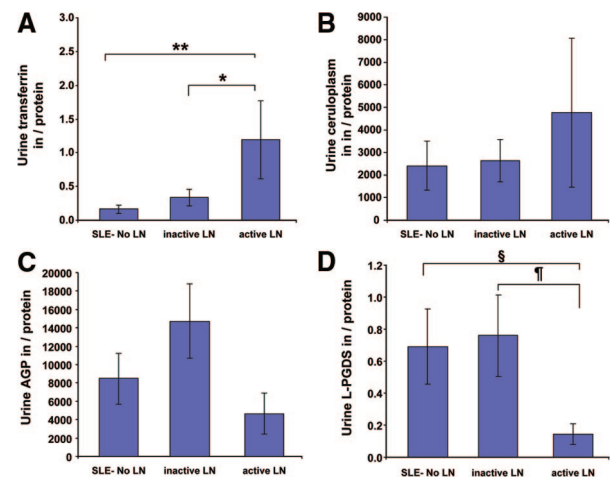 A
Urine transferrin
in / protein
3.0
2.5
2.0
1.5
1.0
0.5
0.0
**
*
SLE- No LN
inactive LN
active LN
B
Urine ceruloplasm
in in / protein
9000
8000
7000
6000
5000
4000
3000
2000
1000
0
SLE- No LN
inactive LN
active LN
C
Urine AGP in / protein
20000
18000
16000
14000
12000
10000
8000
6000
4000
2000
0
SLE- No LN
inactive LN
active LN
D
Urine L-PGDS in / protein
1.2
1.0
0.8
0.6
0.4
0.2
0.0
§
¶
SLE- No LN
inactive LN
active LN